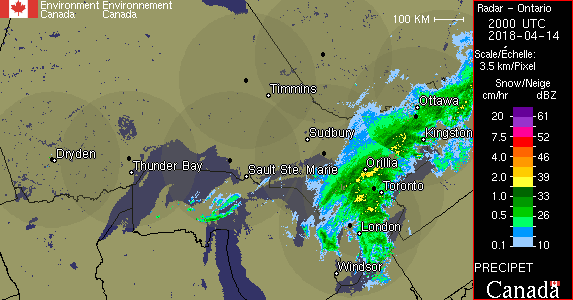 Environment Environnement
Canada Canada
100 KM
Timmins
Ottawa
Sudbury
Kingston
Dryden
Thunder Bay
Sault Ste. Marie
Orillia
Toronto
London
Windsor
Radar - Ontario
2000 UTC
2018-04-14
Scale/Échelle:
3.5 km/Pixel
Snow/Neige
cm/hr dBZ
20 61
7.5 52
4.0 46
2.0 39
1.0 33
0.5 26
0.1 10
PRECIPET
Canada